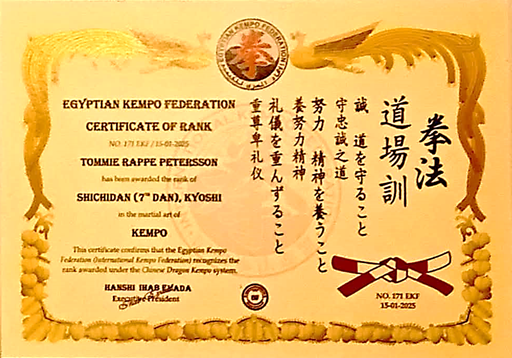 EGYPTIAN KEMPO FEDERATION
EGYPTIAN KEMPO FEDERATION
CERTIFICATE OF RANK
NO. 171 EKF / 15-01-2025
TOMMIE RAPPE PETERSSON
has been awarded the rank of
SHICHIDAN (7TH DAN), KYOSHI
in the martial art of
KEMPO
This certificate confirms that the Egyptian Kempo
Federation (International Kempo Federation) recognizes the
rank awarded under the Chinese Dragon Kempo system.
HANSHI IHAB EMADA
Executive President
拳法
道場訓
誠 道を守ること
守忠誠之道
努力 精神を養うこと
養努力精神
礼儀を重んずること
重尊卑礼仪
拳
NO. 171 EKF
15-01-2025